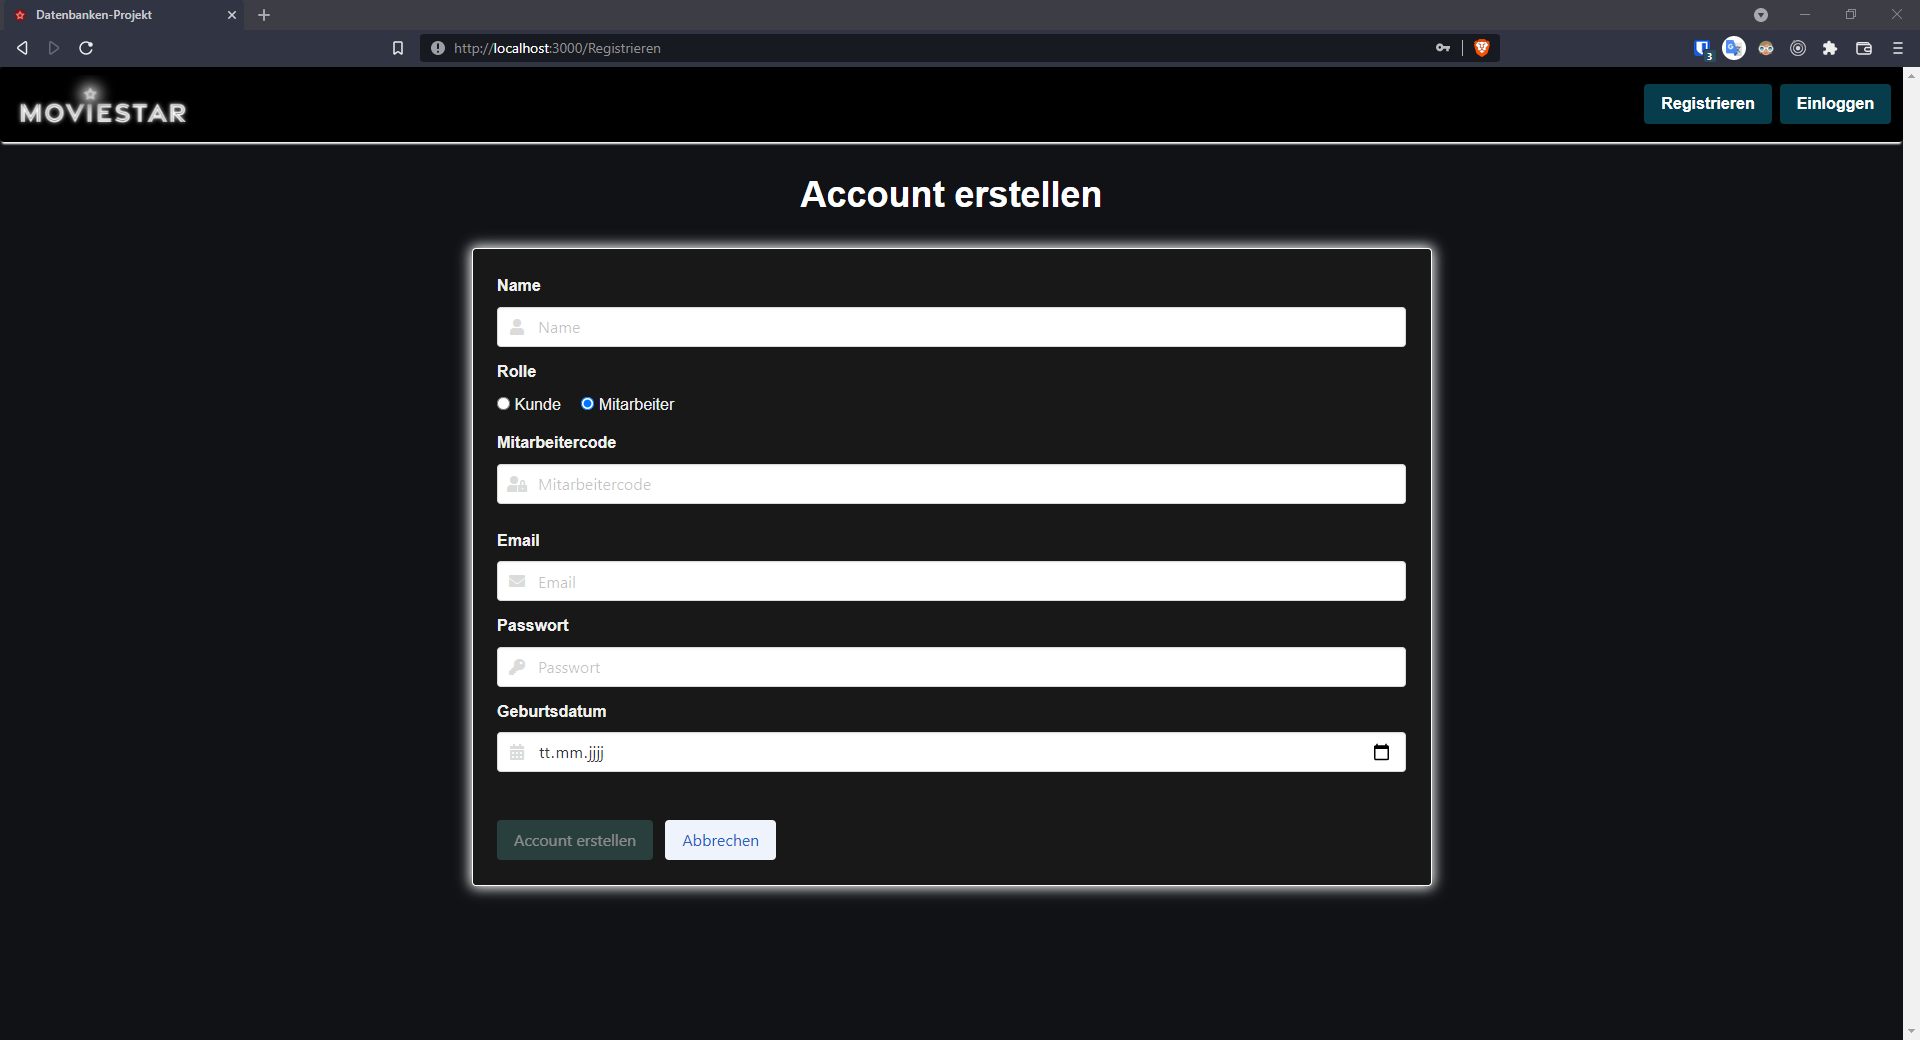 Datenbanken-Projekt
http://localhost:3000/Registrieren
3
MOVIESTAR
Registrieren
Einloggen
Account erstellen
Name
Name
Rolle
Kunde
Mitarbeiter
Mitarbeitercode
Mitarbeitercode
Email
Email
Passwort
Passwort
Geburtsdatum
tt.mm.jjjj
Account erstellen
Abbrechen